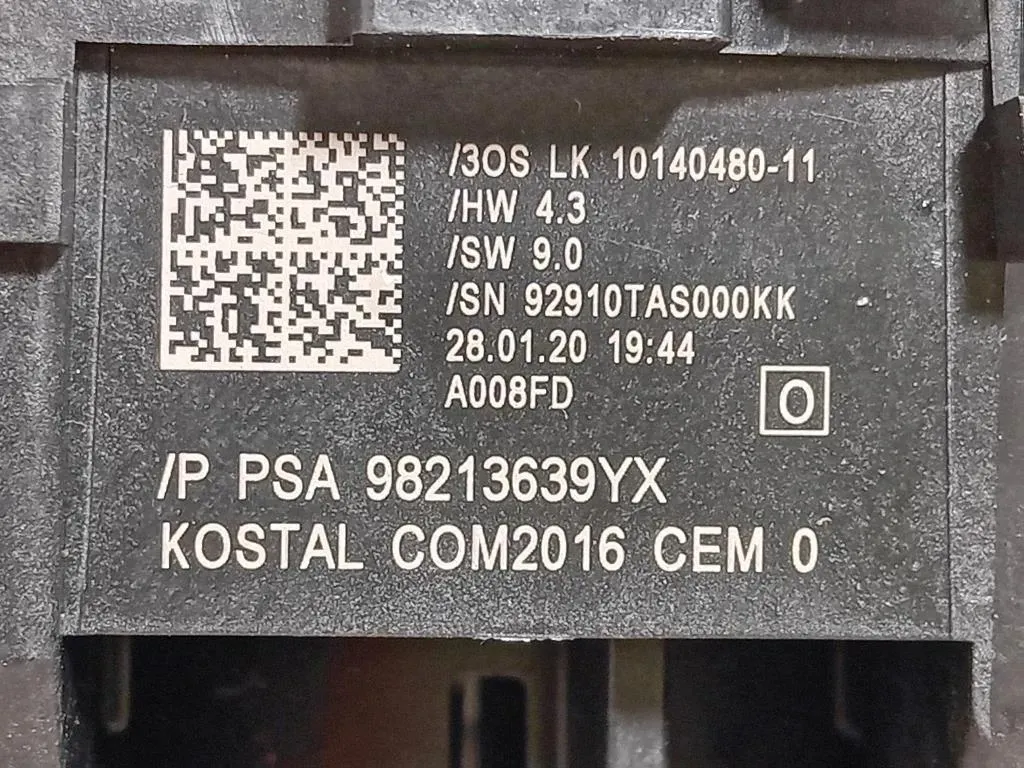 /3OS LK 10140480-11
/HW 4.3
/SW 9.0
/SN 92910TAS000KK
28.01.20 19:44
A008FD
O
/P PSA 98213639YX
KOSTAL COM2016 CEM 0